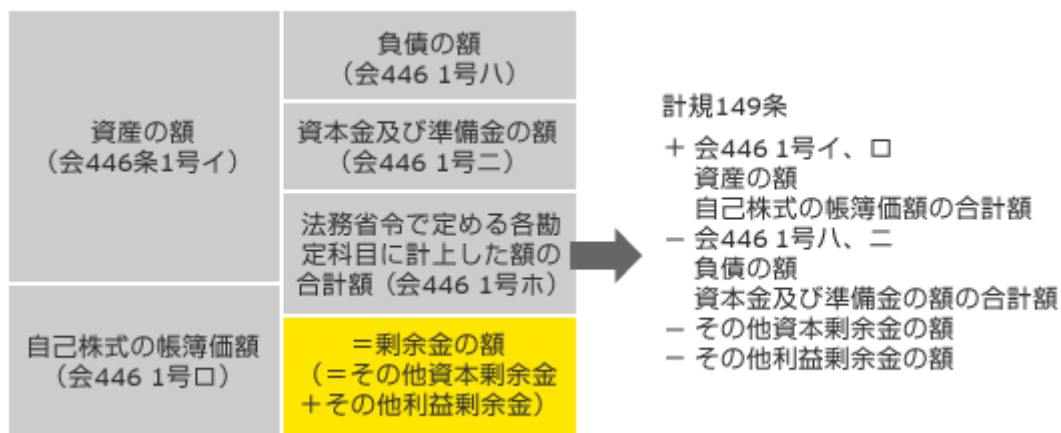 資産の額
（会446条1号イ）
自己株式の帳簿価額
（会446 1号ロ）
負債の額
（会446 1号ハ）
資本金及び準備金の額
（会446 1号ニ）
法務省令で定める各勘
定科目に計上した額の
合計額（会446 1号ホ）
＝剰余金の額
（＝その他資本剰余金
＋その他利益剰余金）
計規149条
＋ 会446 1号イ、ロ
資産の額
自己株式の帳簿価額の合計額
－ 会446 1号ハ、ニ
負債の額
資本金及び準備金の額の合計額
－ その他資本剰余金の額
－ その他利益剰余金の額